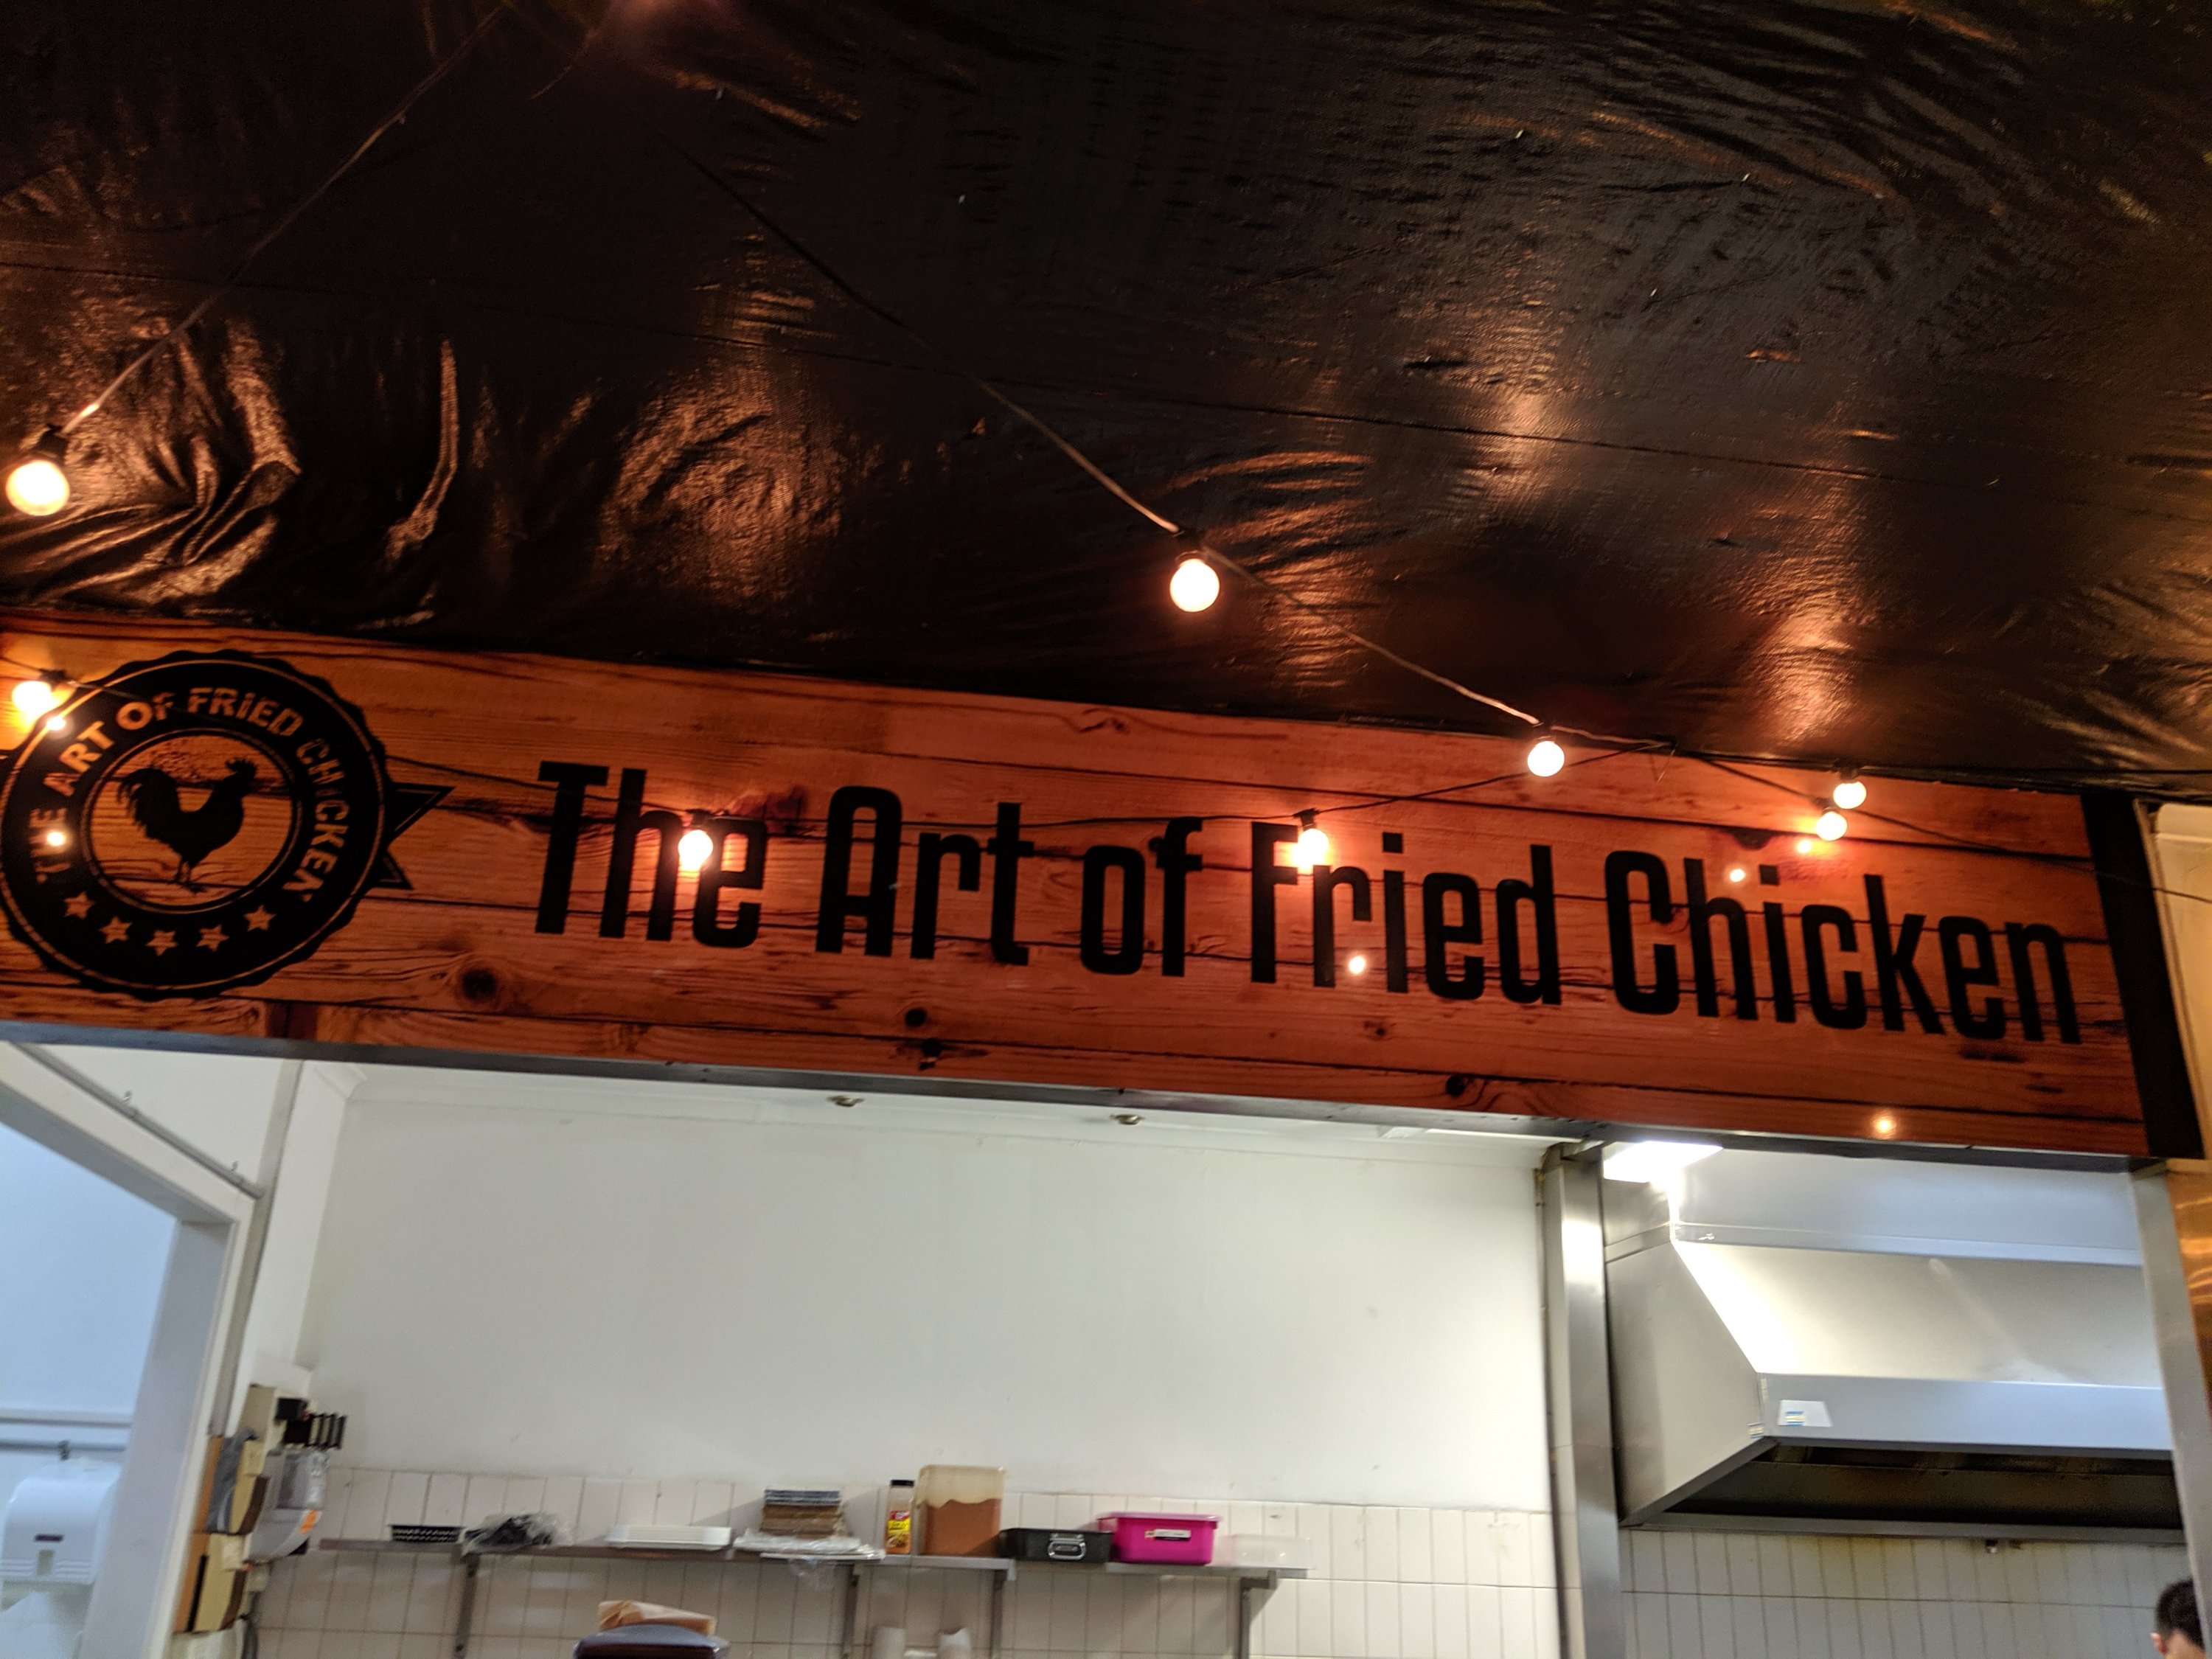 THE ART OF FRIED CHICKEN
The Art of Fried Chicken